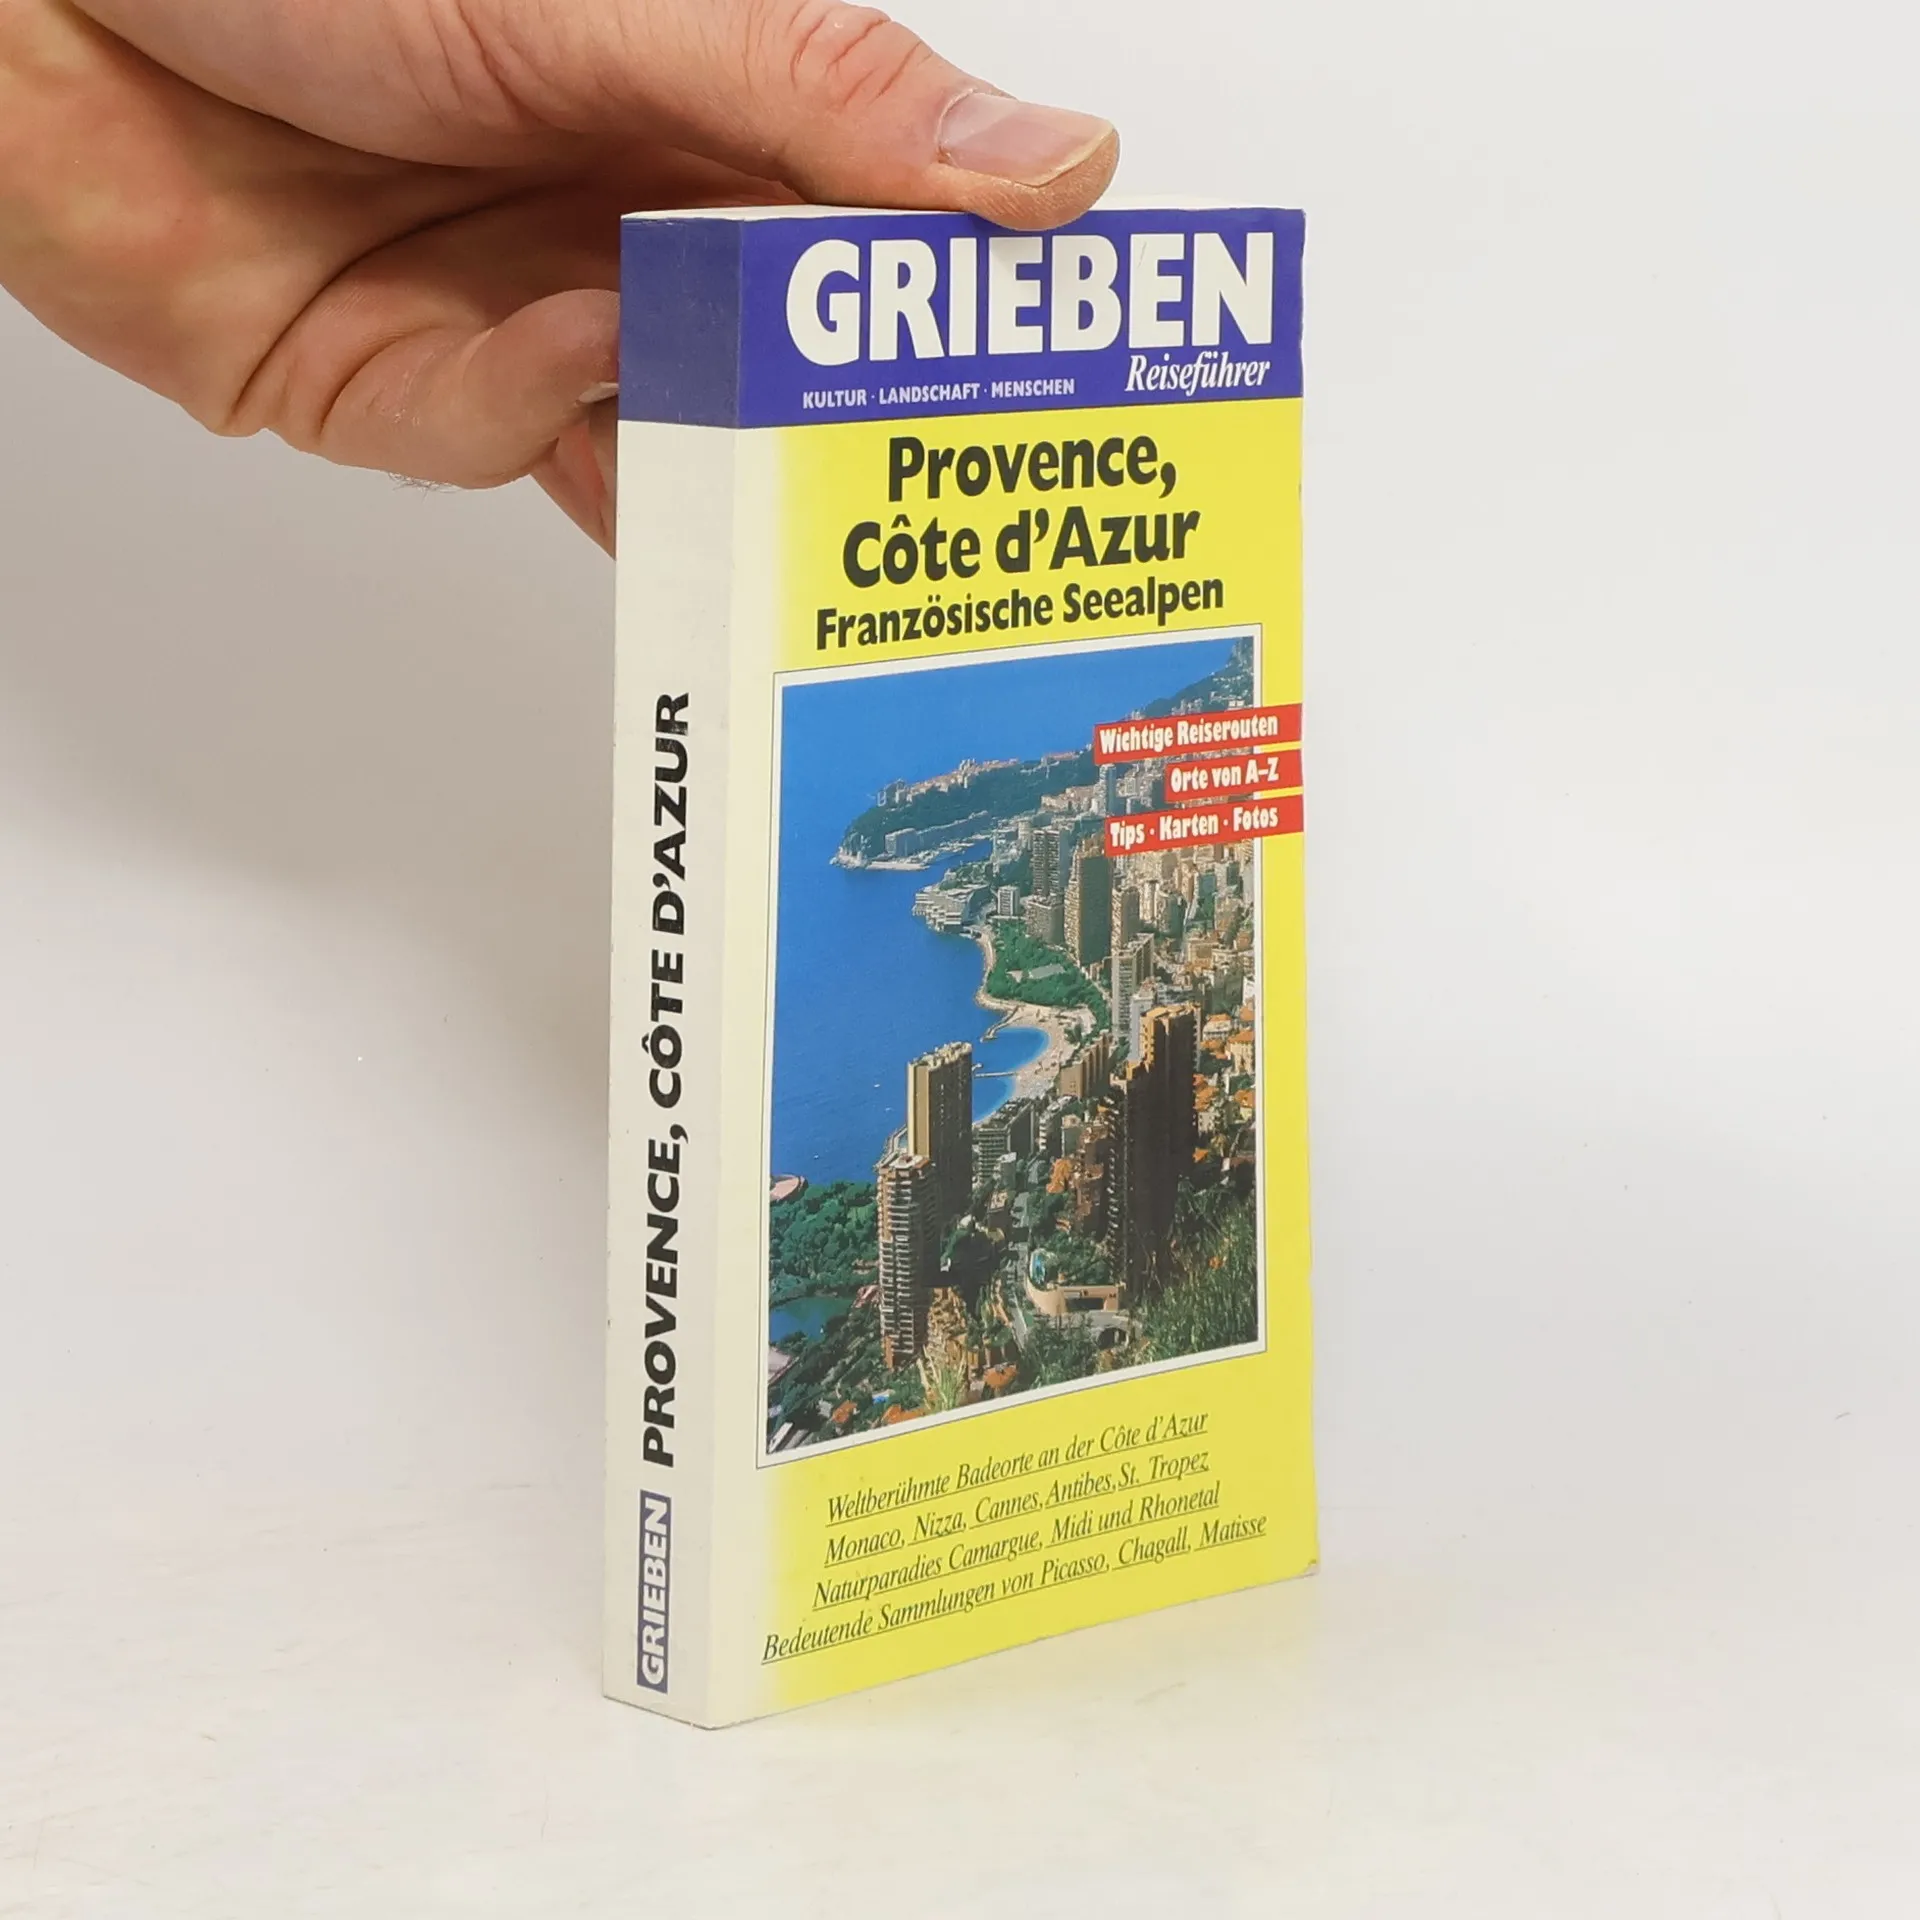 GRIEBEN
Reiseführer
KULTUR · LANDSCHAFT · MENSCHEN
Provence,
Côte d'Azur
Französische Seealpen
Wichtige Reiserouten
Orte von A–Z
Tips · Karten · Fotos
Weltberühmte Badeorte an der Côte d'Azur
Monaco, Nizza, Cannes, Antibes, St. Tropez
Naturparadies Camargue, Midi und Rhonetal
Bedeutende Sammlungen von Picasso, Chagall, Matisse
GRIEBEN PROVENCE, CÔTE D'AZUR